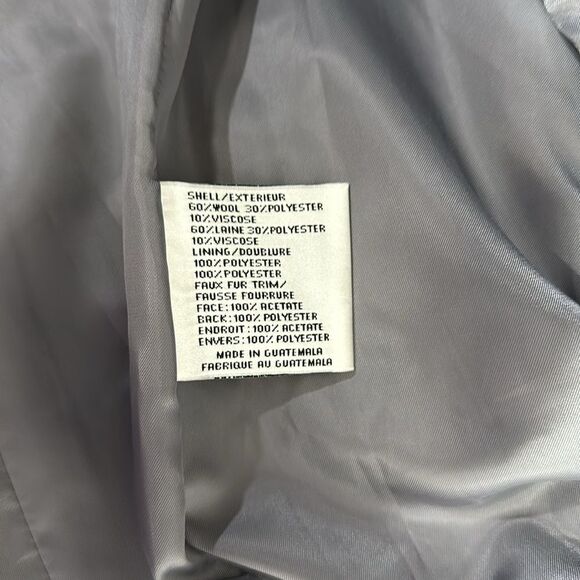 SHELL/EXTERIEUR
60%WOOL 30%POLYESTER
10%VISCOSE
60%LAINE 30%POLYESTER
10%VISCOSE
LINING/DOUBLURE
100%POLYESTER
100%POLYESTER
FAUX FUR TRIM/
FAUSSE FOURRURE
FACE:100% ACETATE
BACK:100% POLYESTER
ENDROIT:100% ACETATE
ENVERS:100% POLYESTER
MADE IN GUATEMALA
FABRIQUE AU GUATEMALA